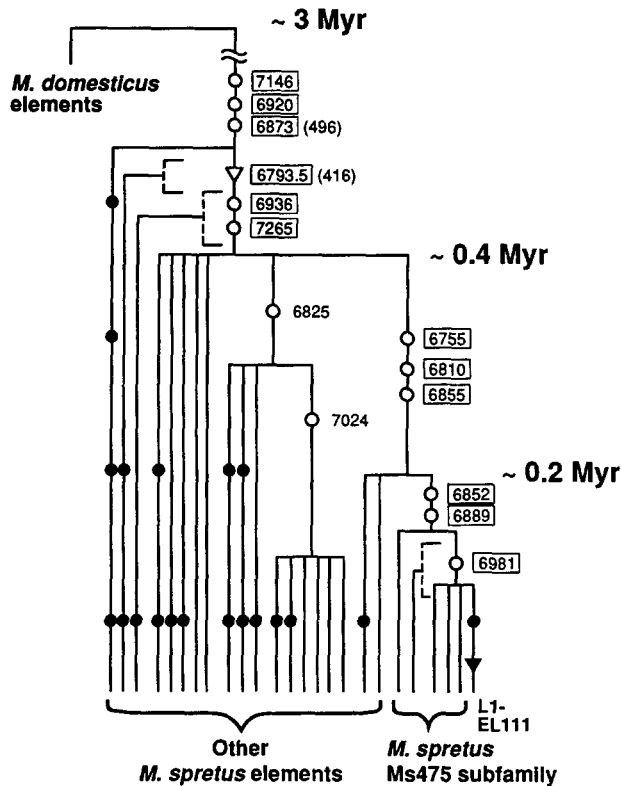 ~ 3 Myr
M. domesticus
elements
7146
6920
6873 (496)
6793.5 (416)
6936
7265
~ 0.4 Myr
6825
6755
6810
6855
7024
~ 0.2 Myr
6852
6889
6981
L1-
EL111
Other
M. spretus elements
M. spretus
Ms475 subfamily